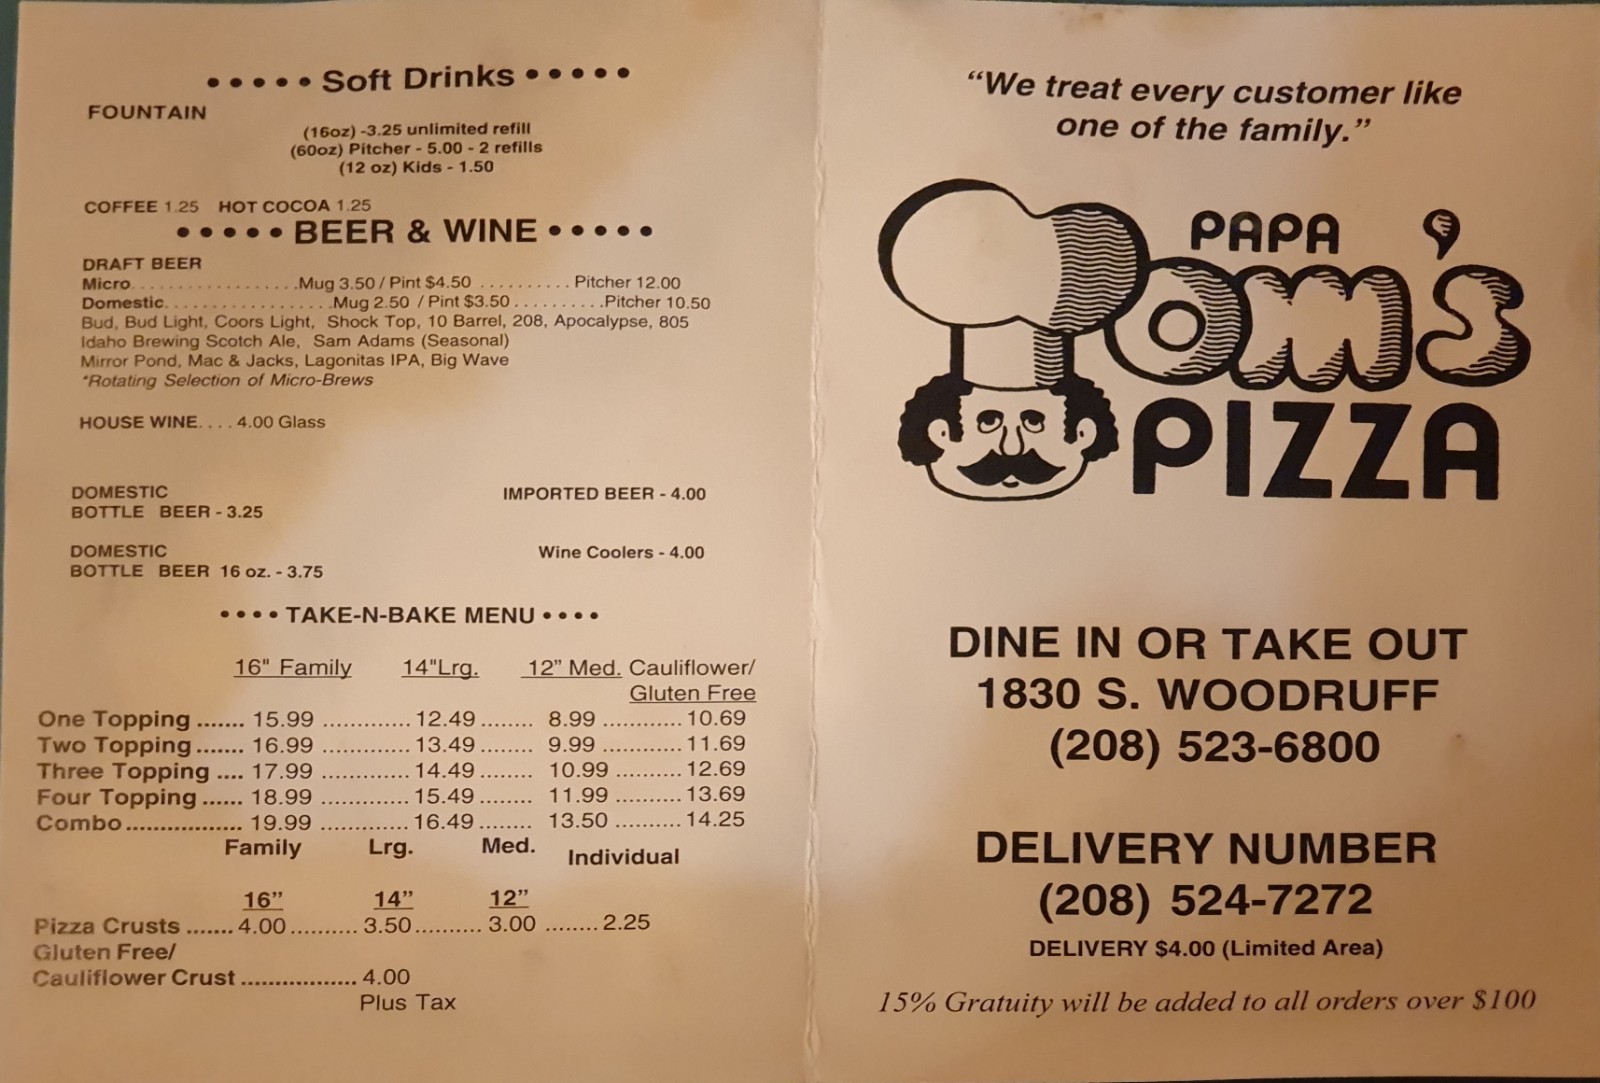 ••••• Soft Drinks •••••
FOUNTAIN
(16oz) -3.25 unlimited refill
(60oz) Pitcher - 5.00 - 2 refills
(12 oz) Kids - 1.50
COFFEE 1.25 HOT COCOA 1.25
••••• BEER & WINE •••••
DRAFT BEER
Micro..................Mug 3.50 / Pint $4.50 ..........Pitcher 12.00
Domestic..................Mug 2.50 / Pint $3.50..........Pitcher 10.50
Bud, Bud Light, Coors Light, Shock Top, 10 Barrel, 208, Apocalypse, 805
Idaho Brewing Scotch Ale, Sam Adams (Seasonal)
Mirror Pond, Mac & Jacks, Lagonitas IPA, Big Wave
*Rotating Selection of Micro-Brews
HOUSE WINE.... 4.00 Glass
DOMESTIC
BOTTLE BEER - 3.25
IMPORTED BEER - 4.00
DOMESTIC
BOTTLE BEER 16 oz. - 3.75
Wine Coolers - 4.00
•••• TAKE-N-BAKE MENU ••••
16" Family 14"Lrg. 12" Med. Cauliflower/
Gluten Free
One Topping ....... 15.99 ............ 12.49 ........ 8.99 ............ 10.69
Two Topping ....... 16.99 ............ 13.49 ........ 9.99 ............ 11.69
Three Topping .... 17.99 ............ 14.49 ........ 10.99 .......... 12.69
Four Topping ...... 18.99 ............ 15.49 ........ 11.99 .......... 13.69
Combo.................. 19.99 ............ 16.49 ........ 13.50 .......... 14.25
Family Lrg. Med. Individual
16" 14" 12"
Pizza Crusts ....... 4.00.......... 3.50.......... 3.00 ........ 2.25
Gluten Free/
Cauliflower Crust .................. 4.00
Plus Tax
"We treat every customer like
one of the family."
PAPA
TOM'S
PIZZA
DINE IN OR TAKE OUT
1830 S. WOODRUFF
(208) 523-6800
DELIVERY NUMBER
(208) 524-7272
DELIVERY $4.00 (Limited Area)
15% Gratuity will be added to all orders over $100